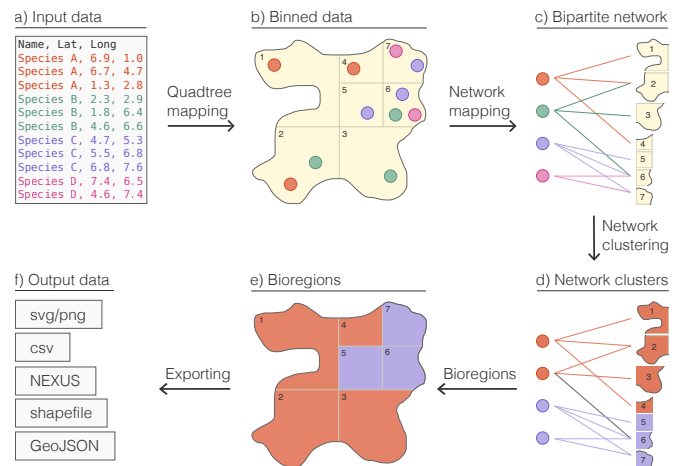 a) Input data
Name, Lat, Long
Species A, 6.9, 1.0
Species A, 6.7, 4.7
Species A, 1.3, 2.8
Species B, 2.3, 2.9
Species B, 1.8, 6.4
Species B, 4.6, 6.6
Species C, 4.7, 5.3
Species C, 5.5, 6.8
Species C, 6.8, 7.6
Species D, 7.4, 6.5
Species D, 4.6, 7.4
Quadtree
mapping
b) Binned data
1
4
7
5
6
2
3
Network
mapping
c) Bipartite network
1
2
3
4
5
6
7
Network
clustering
d) Network clusters
1
2
3
4
5
6
7
Bioregions
e) Bioregions
1
4
7
5
6
2
3
Exporting
f) Output data
svg/png
csv
NEXUS
shapefile
GeoJSON